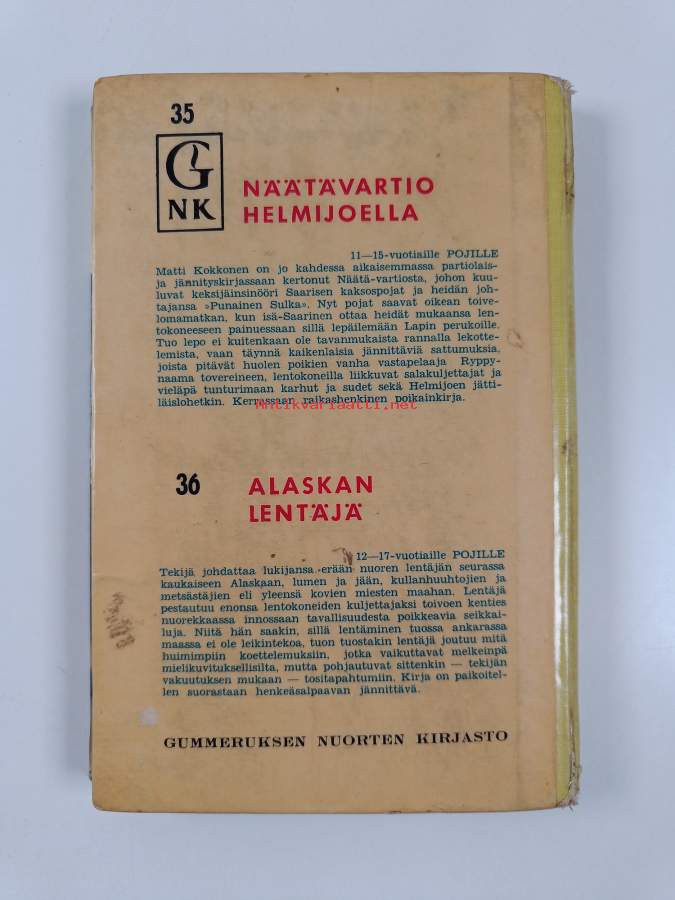 35
G
NK
NÄÄTÄVARTIO
HELMIJOELLA
11—15-vuotiaille POJILLE
Matti Kokkonen on jo kahdessa aikaisemmassa partiolais-
ja jännityskirjassaan kertonut Näätä-vartiosta, johon kuu-
luvat keksijäinsinööri Saarisen kaksospojat ja heidän joh-
tajansa »Punainen Sulka». Nyt pojat saavat oikean toive-
lomamatkan, kun isä-Saarinen ottaa heidät mukaansa len-
tokoneeseen painuessaan sillä lepäilemään Lapin perukoille.
Tuo lepo ei kuitenkaan ole tavanmukaista rannalla lekotte-
lemista, vaan täynnä kaikenlaisia jännittäviä sattumuksia,
joista pitävät huolen poikien vanha vastapelaaja Ryppy-
naama tovereineen, lentokoneilla liikkuvat salakuljettajat ja
vieläpä tunturimaan karhut ja sudet sekä Helmijoen jätti-
läislohetkin. Kerrassaan raikashenkinen poikainkirja.
Antikvariaatti.net
36
ALASKAN
LENTÄJÄ
12—17-vuotiaille POJILLE
Tekijä johdattaa lukijansa erään nuoren lentäjän seurassa
kaukaiseen Alaskaan, lumen ja jään, kullanhuuhtojien ja
metsästäjien eli yleensä kovien miesten maahan. Lentäjä
pestautuu enonsa lentokoneiden kuljettajaksi toivoen kenties
nuorekkaassa innossaan tavallisuudesta poikkeavia seikkai-
luja. Niitä hän saakin, sillä lentäminen tuossa ankarassa
maassa ei ole leikintekoa, tuon tuostakin lentäjä joutuu mitä
huimimpiin koettelemuksiin, jotka vaikuttavat melkeinpä
mielikuvituksellisilta, mutta pohjautuvat sittenkin — tekijän
vakuutuksen mukaan — tositapahtumiin. Kirja on paikoitel-
len suorastaan henkeäsalpaavan jännittävä.
GUMMERUKSEN NUORTEN KIRJASTO